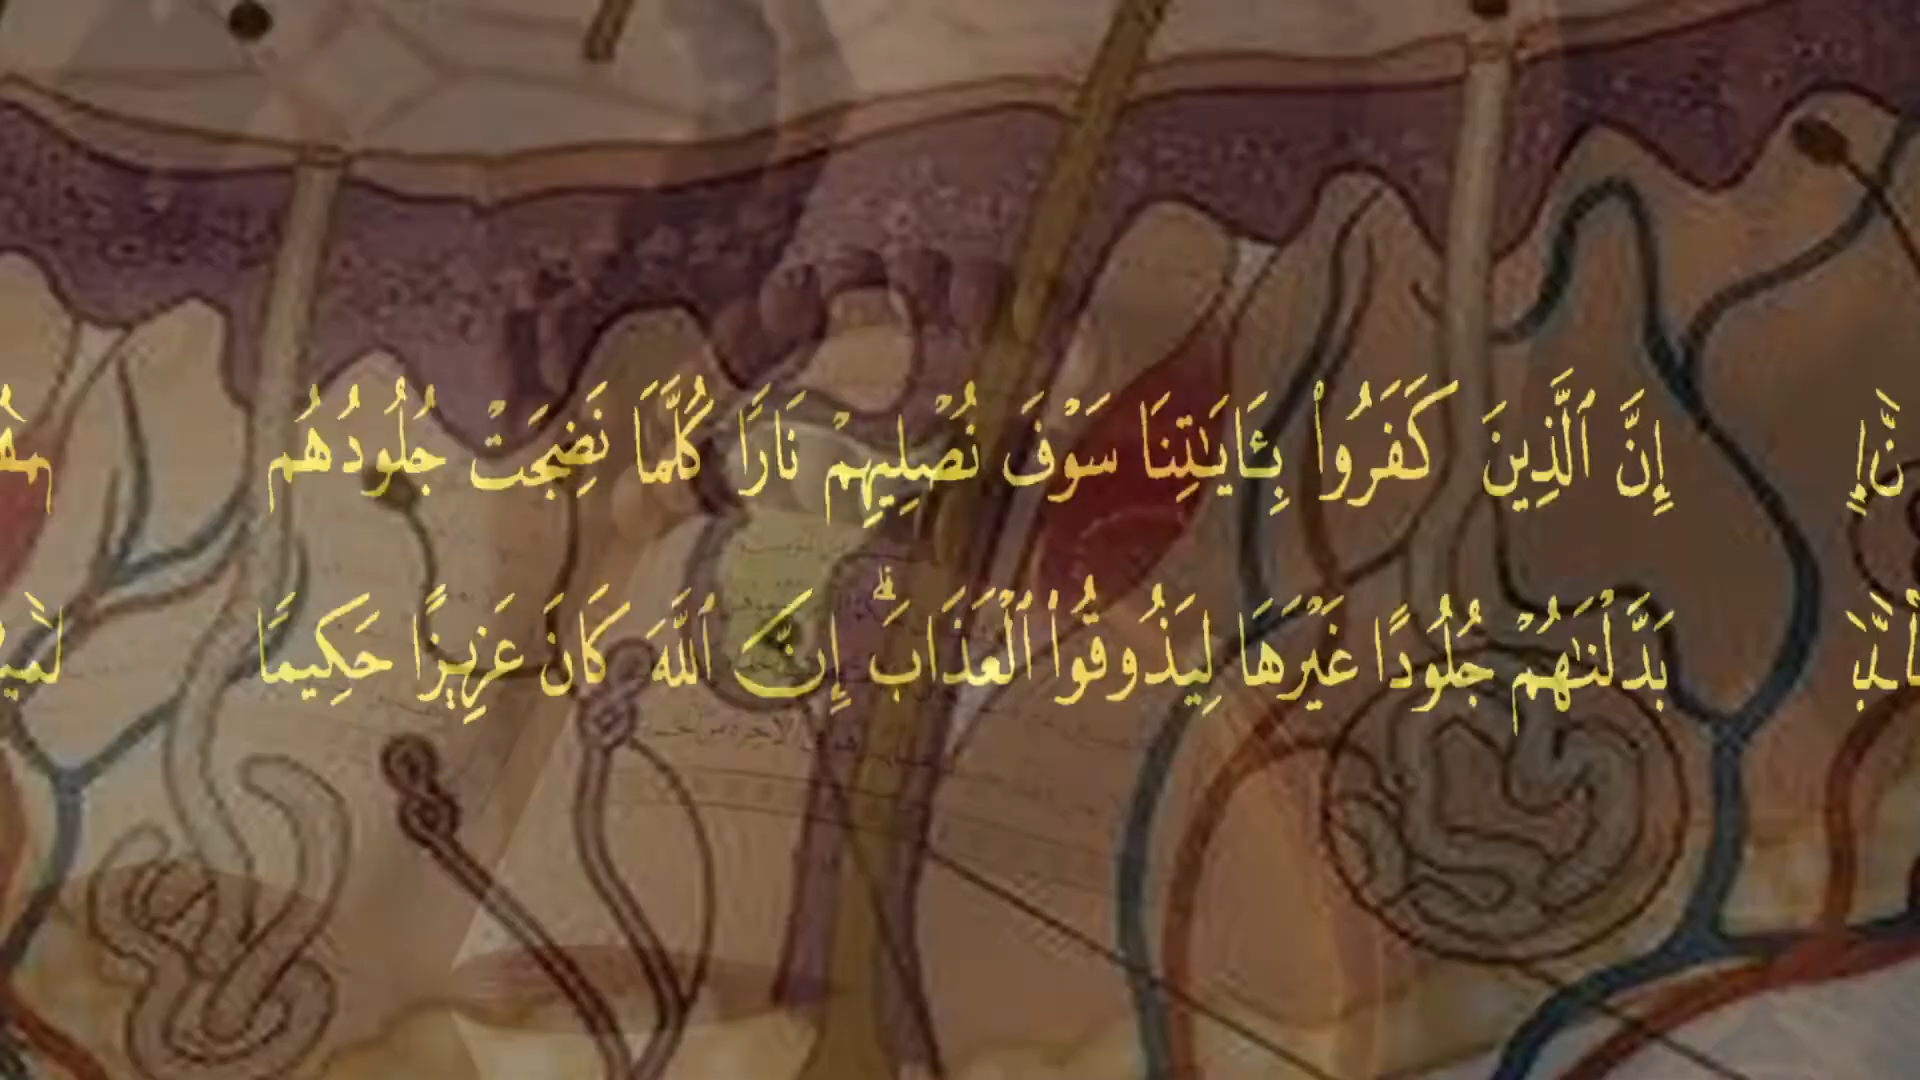 إِنَّ ٱلَّذِينَ كَفَرُوا۟ بِـَٔايَـٰتِنَا سَوْفَ نُصْلِيهِمْ نَارًا كُلَّمَا نَضِجَتْ جُلُودُهُم
بَدَّلْنَـٰهُمْ جُلُودًا غَيْرَهَا لِيَذُوقُوا۟ ٱلْعَذَابَ ۗ إِنَّ ٱللَّهَ كَانَ عَزِيزًا حَكِيمًا